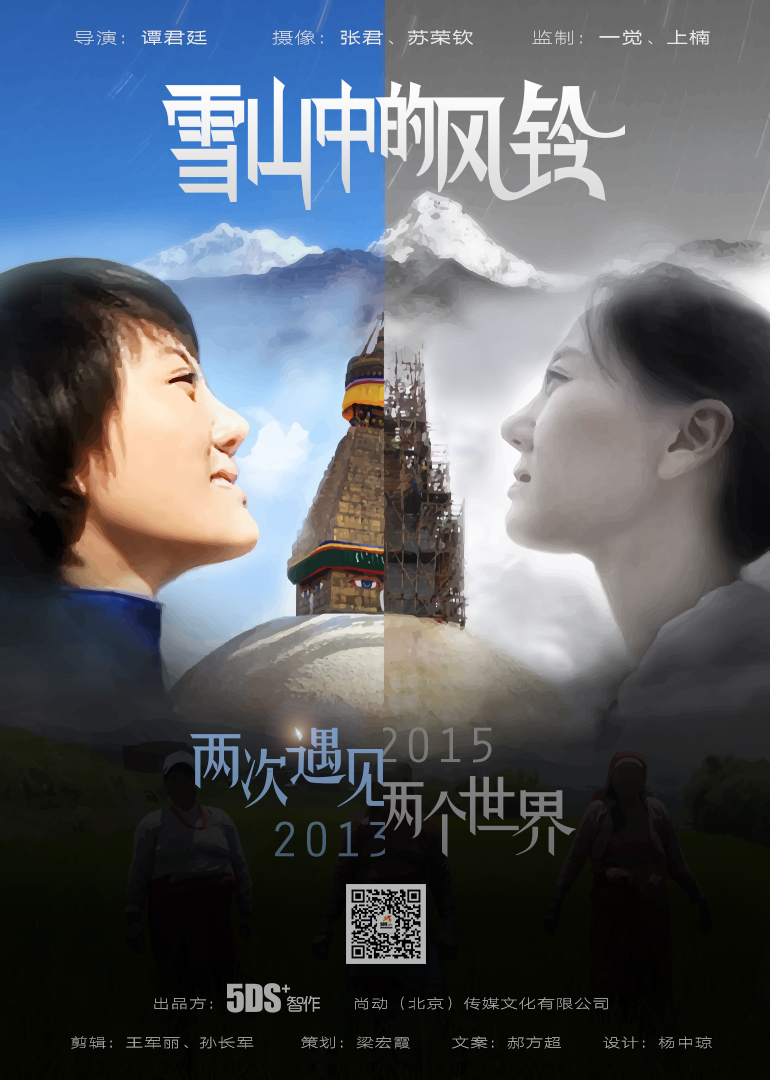 导演：谭君廷 摄像：张君、苏荣钦 监制：一觉、上楠
雪山中的风铃
两次遇见 2015
2013 两个世界
出品方：5DS+智作 尚动（北京）传媒文化有限公司
剪辑：王军丽、孙长军 策划：梁宏霞 文案：郝方超 设计：杨中琼